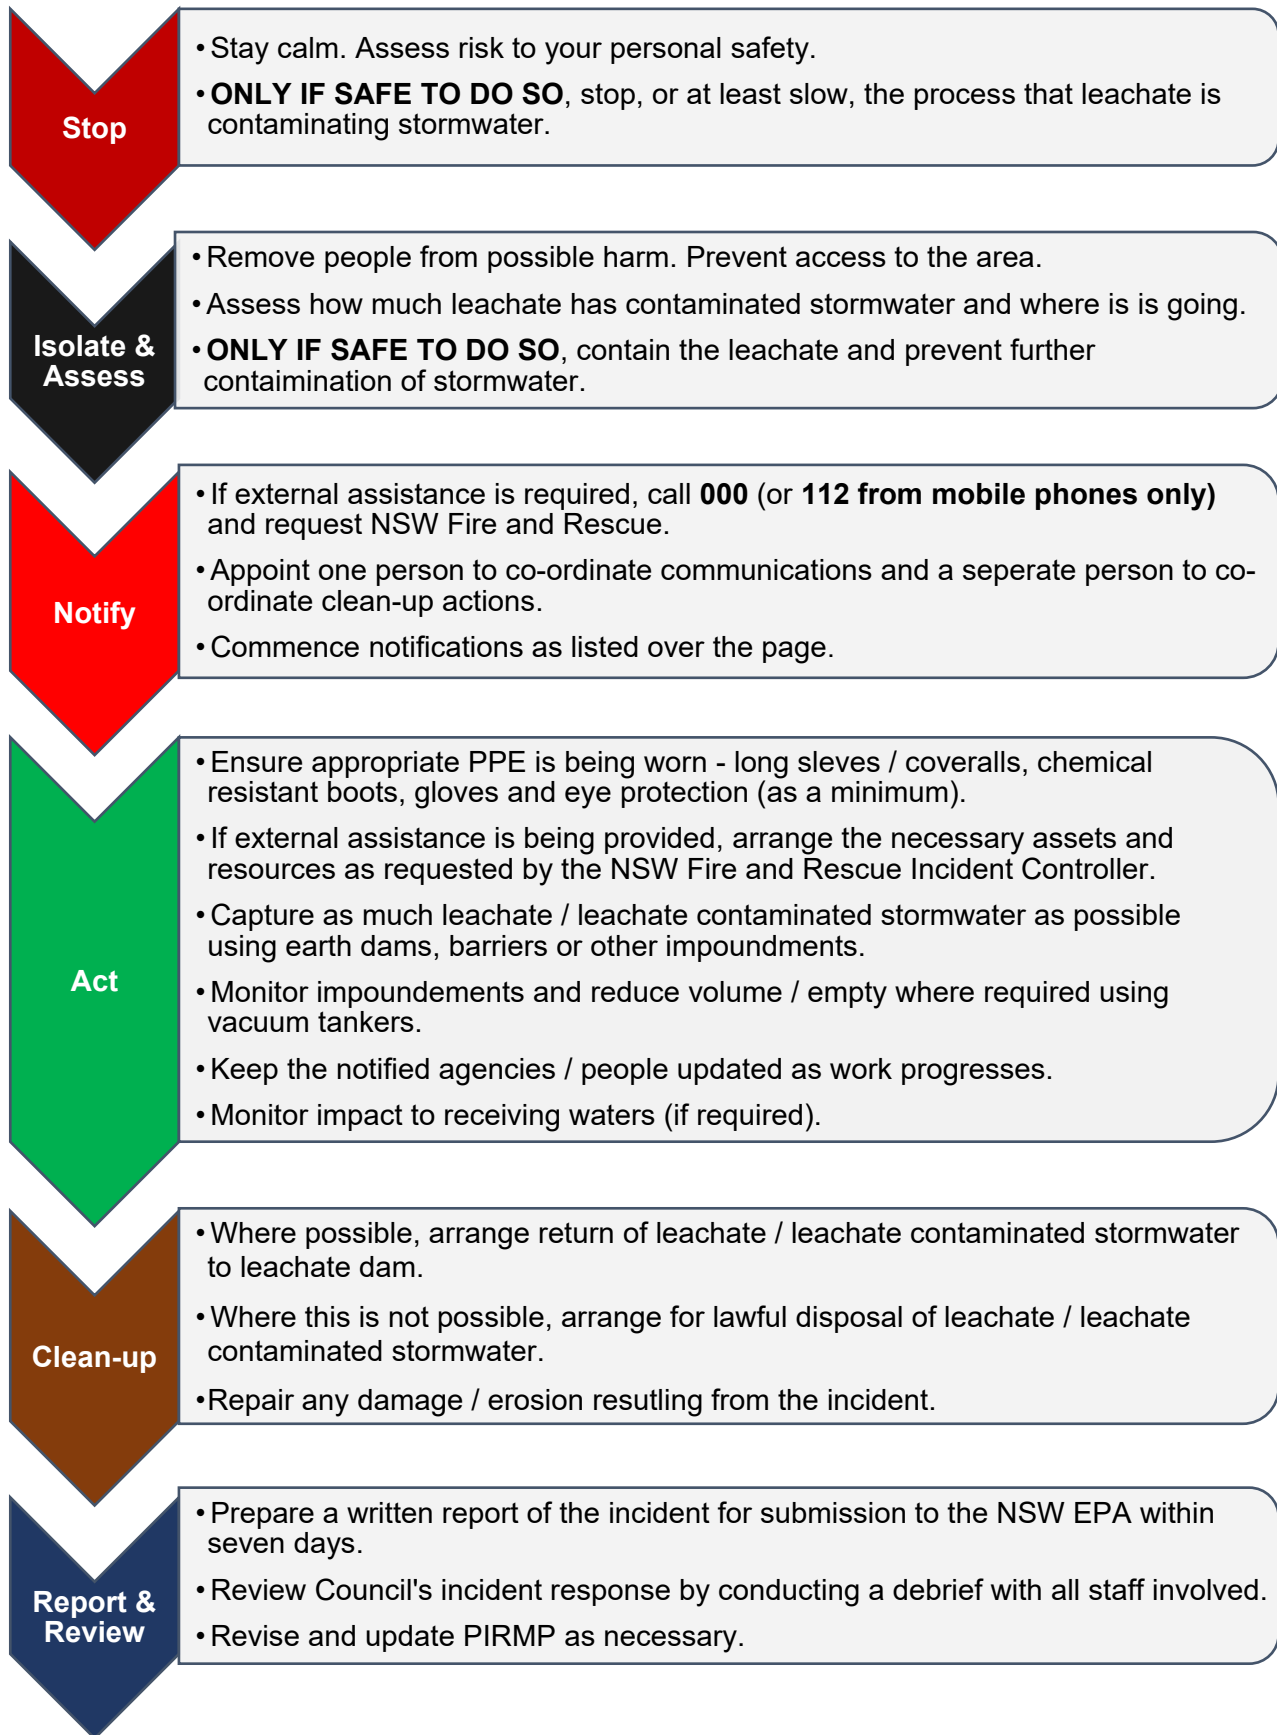 Stop
• Stay calm. Assess risk to your personal safety.
• ONLY IF SAFE TO DO SO, stop, or at least slow, the process that leachate is
contaminating stormwater.
Isolate &
Assess
• Remove people from possible harm. Prevent access to the area.
• Assess how much leachate has contaminated stormwater and where is is going.
• ONLY IF SAFE TO DO SO, contain the leachate and prevent further
contaimination of stormwater.
Notify
• If external assistance is required, call 000 (or 112 from mobile phones only)
and request NSW Fire and Rescue.
• Appoint one person to co-ordinate communications and a seperate person to co-
ordinate clean-up actions.
• Commence notifications as listed over the page.
Act
• Ensure appropriate PPE is being worn - long sleves / coveralls, chemical
resistant boots, gloves and eye protection (as a minimum).
• If external assistance is being provided, arrange the necessary assets and
resources as requested by the NSW Fire and Rescue Incident Controller.
• Capture as much leachate / leachate contaminated stormwater as possible
using earth dams, barriers or other impoundments.
• Monitor impoundements and reduce volume / empty where required using
vacuum tankers.
• Keep the notified agencies / people updated as work progresses.
• Monitor impact to receiving waters (if required).
Clean-up
• Where possible, arrange return of leachate / leachate contaminated stormwater
to leachate dam.
• Where this is not possible, arrange for lawful disposal of leachate / leachate
contaminated stormwater.
• Repair any damage / erosion resutling from the incident.
Report &
Review
• Prepare a written report of the incident for submission to the NSW EPA within
seven days.
• Review Council's incident response by conducting a debrief with all staff involved.
• Revise and update PIRMP as necessary.